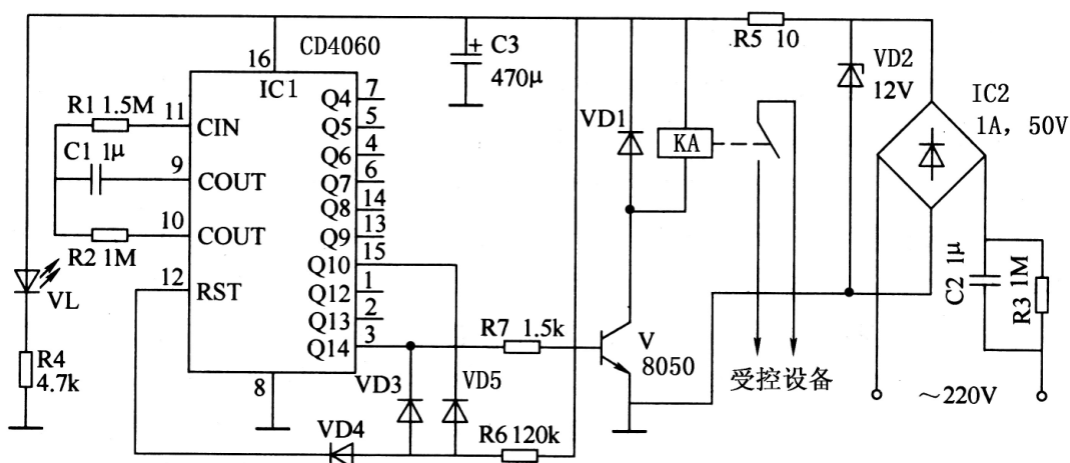 CD4060
16
IC1
R1 1.5M
11
CIN
C1 1μ
9
COUT
10
COUT
R2 1M
12
RST
8
Q4
7
Q5
5
Q6
4
Q7
6
Q8
14
Q9
13
Q10
15
Q12
1
Q13
2
Q14
3
VL
R4
4.7k
+
C3
470μ
VD1
KA
R5 10
VD2
12V
IC2
1A, 50V
C2 1μ
R3 1M
R7 1.5k
V
8050
VD3
VD5
VD4
R6 120k
受控设备
~220V